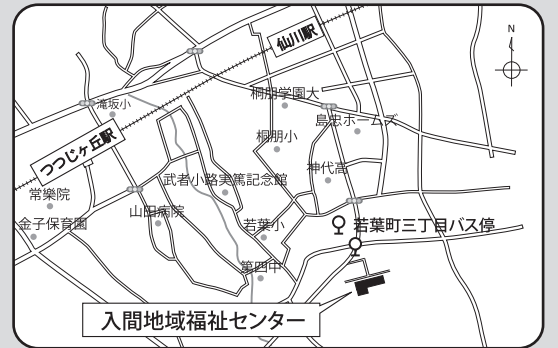 仙川駅
N
桐朋学園大
滝坂小
島忠ホームズ
つつじヶ丘駅
桐朋小
神代高
武者小路実篤記念館
常樂院
山田病院
金子保育園
若葉小
若葉町三丁目バス停
第四中
入間地域福祉センター